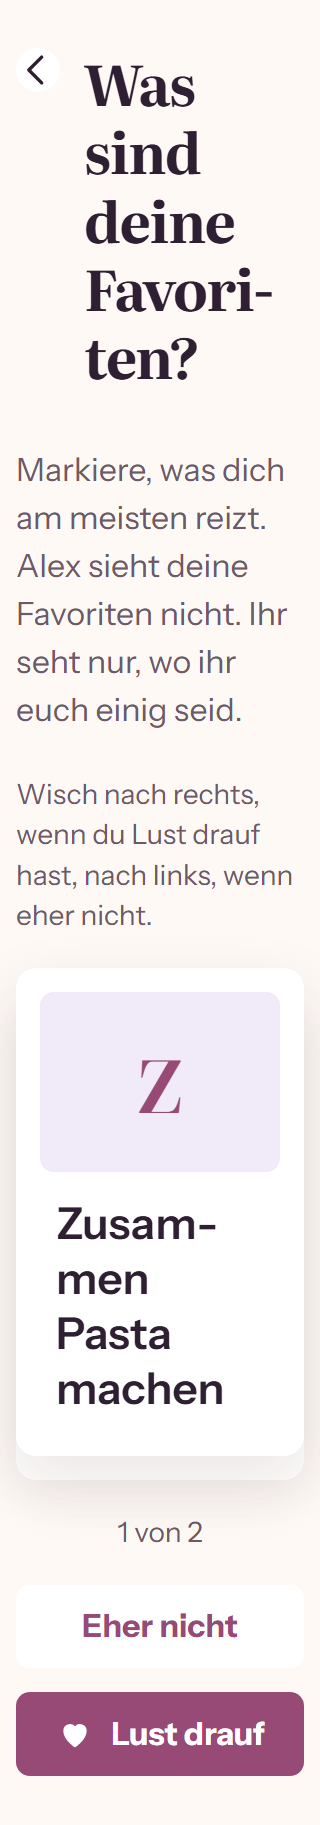 Was
sind
deine
Favori-
ten?
Markiere, was dich
am meisten reizt.
Alex sieht deine
Favoriten nicht. Ihr
seht nur, wo ihr
euch einig seid.
Wisch nach rechts,
wenn du Lust drauf
hast, nach links, wenn
eher nicht.
Z
Zusam-
men
Pasta
machen
1 von 2
Eher nicht
Lust drauf